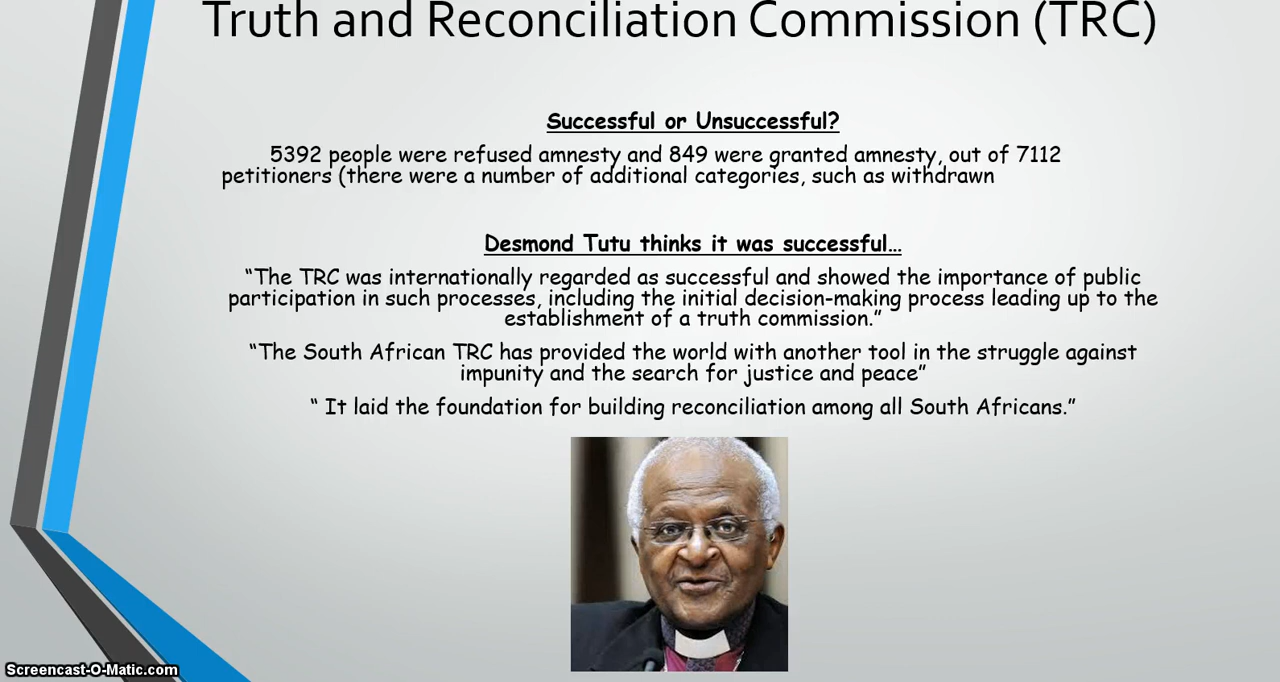 Truth and Reconciliation Commission (TRC)
Successful or Unsuccessful?
5392 people were refused amnesty and 849 were granted amnesty, out of 7112
petitioners (there were a number of additional categories, such as withdrawn
Desmond Tutu thinks it was successful…
“The TRC was internationally regarded as successful and showed the importance of public
participation in such processes, including the initial decision-making process leading up to the
establishment of a truth commission.”
“The South African TRC has provided the world with another tool in the struggle against
impunity and the search for justice and peace”
“ It laid the foundation for building reconciliation among all South Africans.”
Screencast-O-Matic.com